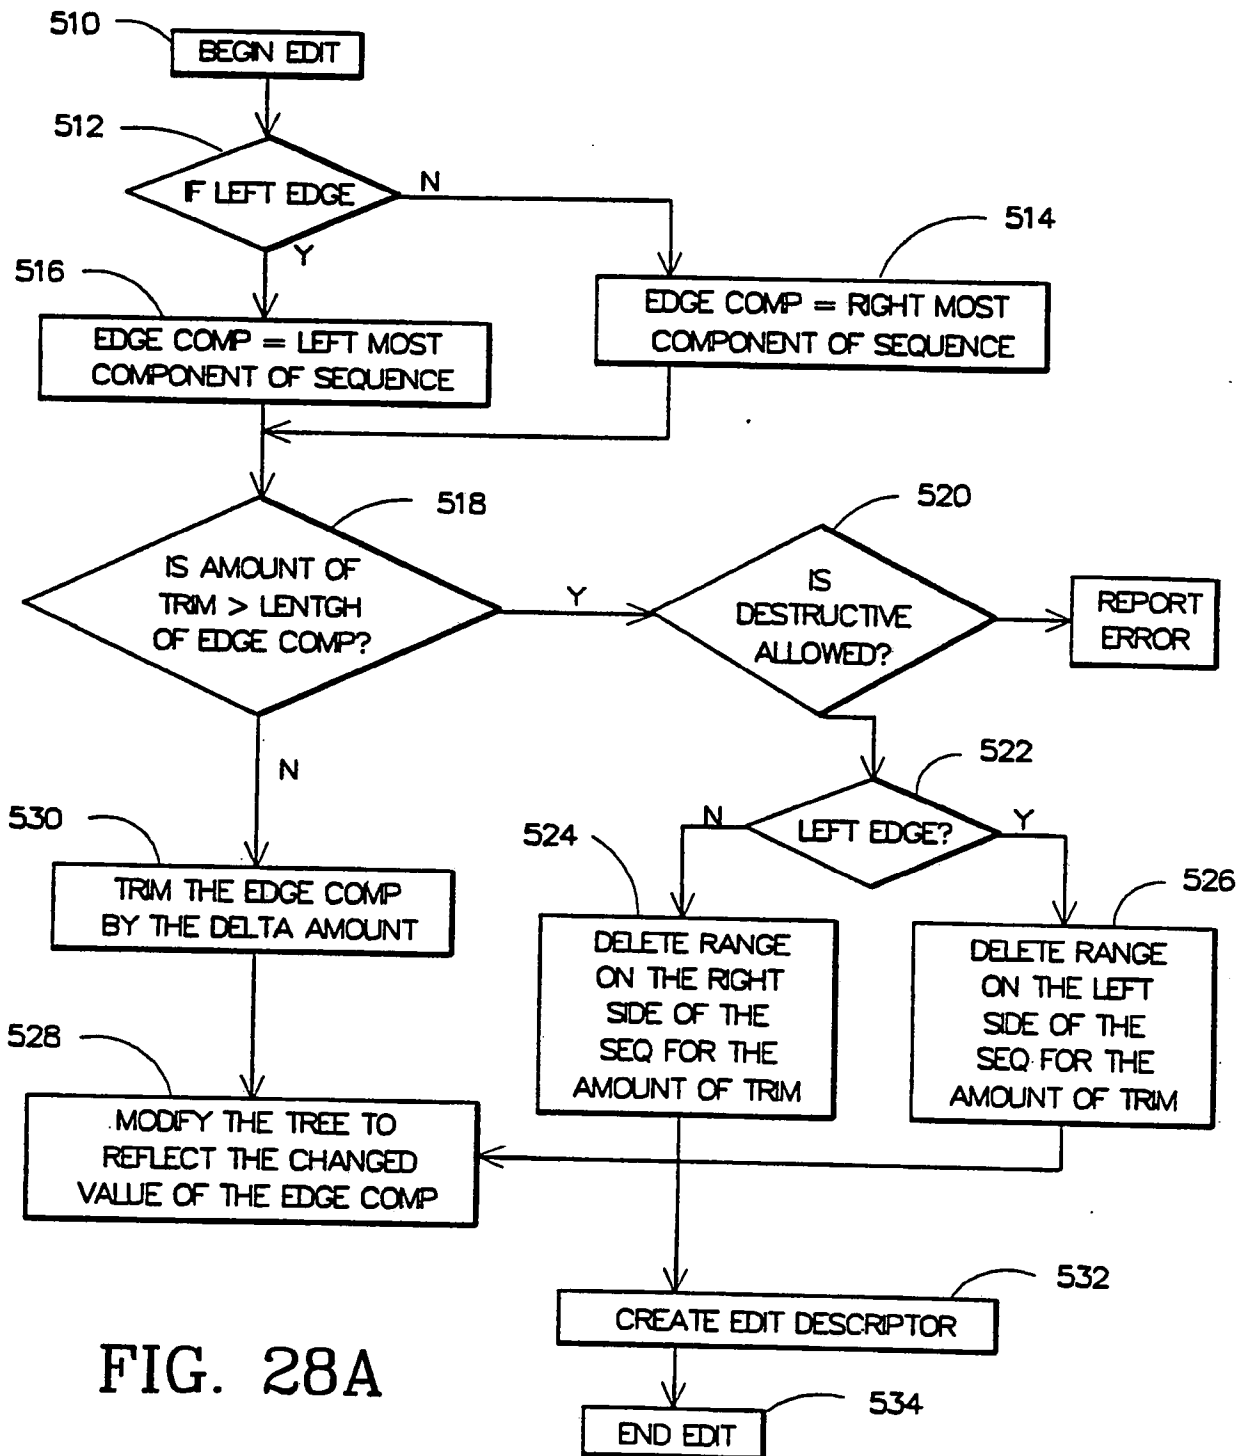 510
BEGIN EDIT
512
IF LEFT EDGE
N
Y
514
516
EDGE COMP = LEFT MOST
COMPONENT OF SEQUENCE
EDGE COMP = RIGHT MOST
COMPONENT OF SEQUENCE
518
IS AMOUNT OF
TRIM > LENTGH
OF EDGE COMP?
Y
N
520
IS
DESTRUCTIVE
ALLOWED?
REPORT
ERROR
522
LEFT EDGE?
N
Y
530
TRIM THE EDGE COMP
BY THE DELTA AMOUNT
524
DELETE RANGE
ON THE RIGHT
SIDE OF THE
SEQ FOR THE
AMOUNT OF TRIM
526
DELETE RANGE
ON THE LEFT
SIDE OF THE
SEQ FOR THE
AMOUNT OF TRIM
528
MODIFY THE TREE TO
REFLECT THE CHANGED
VALUE OF THE EDGE COMP
532
CREATE EDIT DESCRIPTOR
534
END EDIT
FIG. 28A